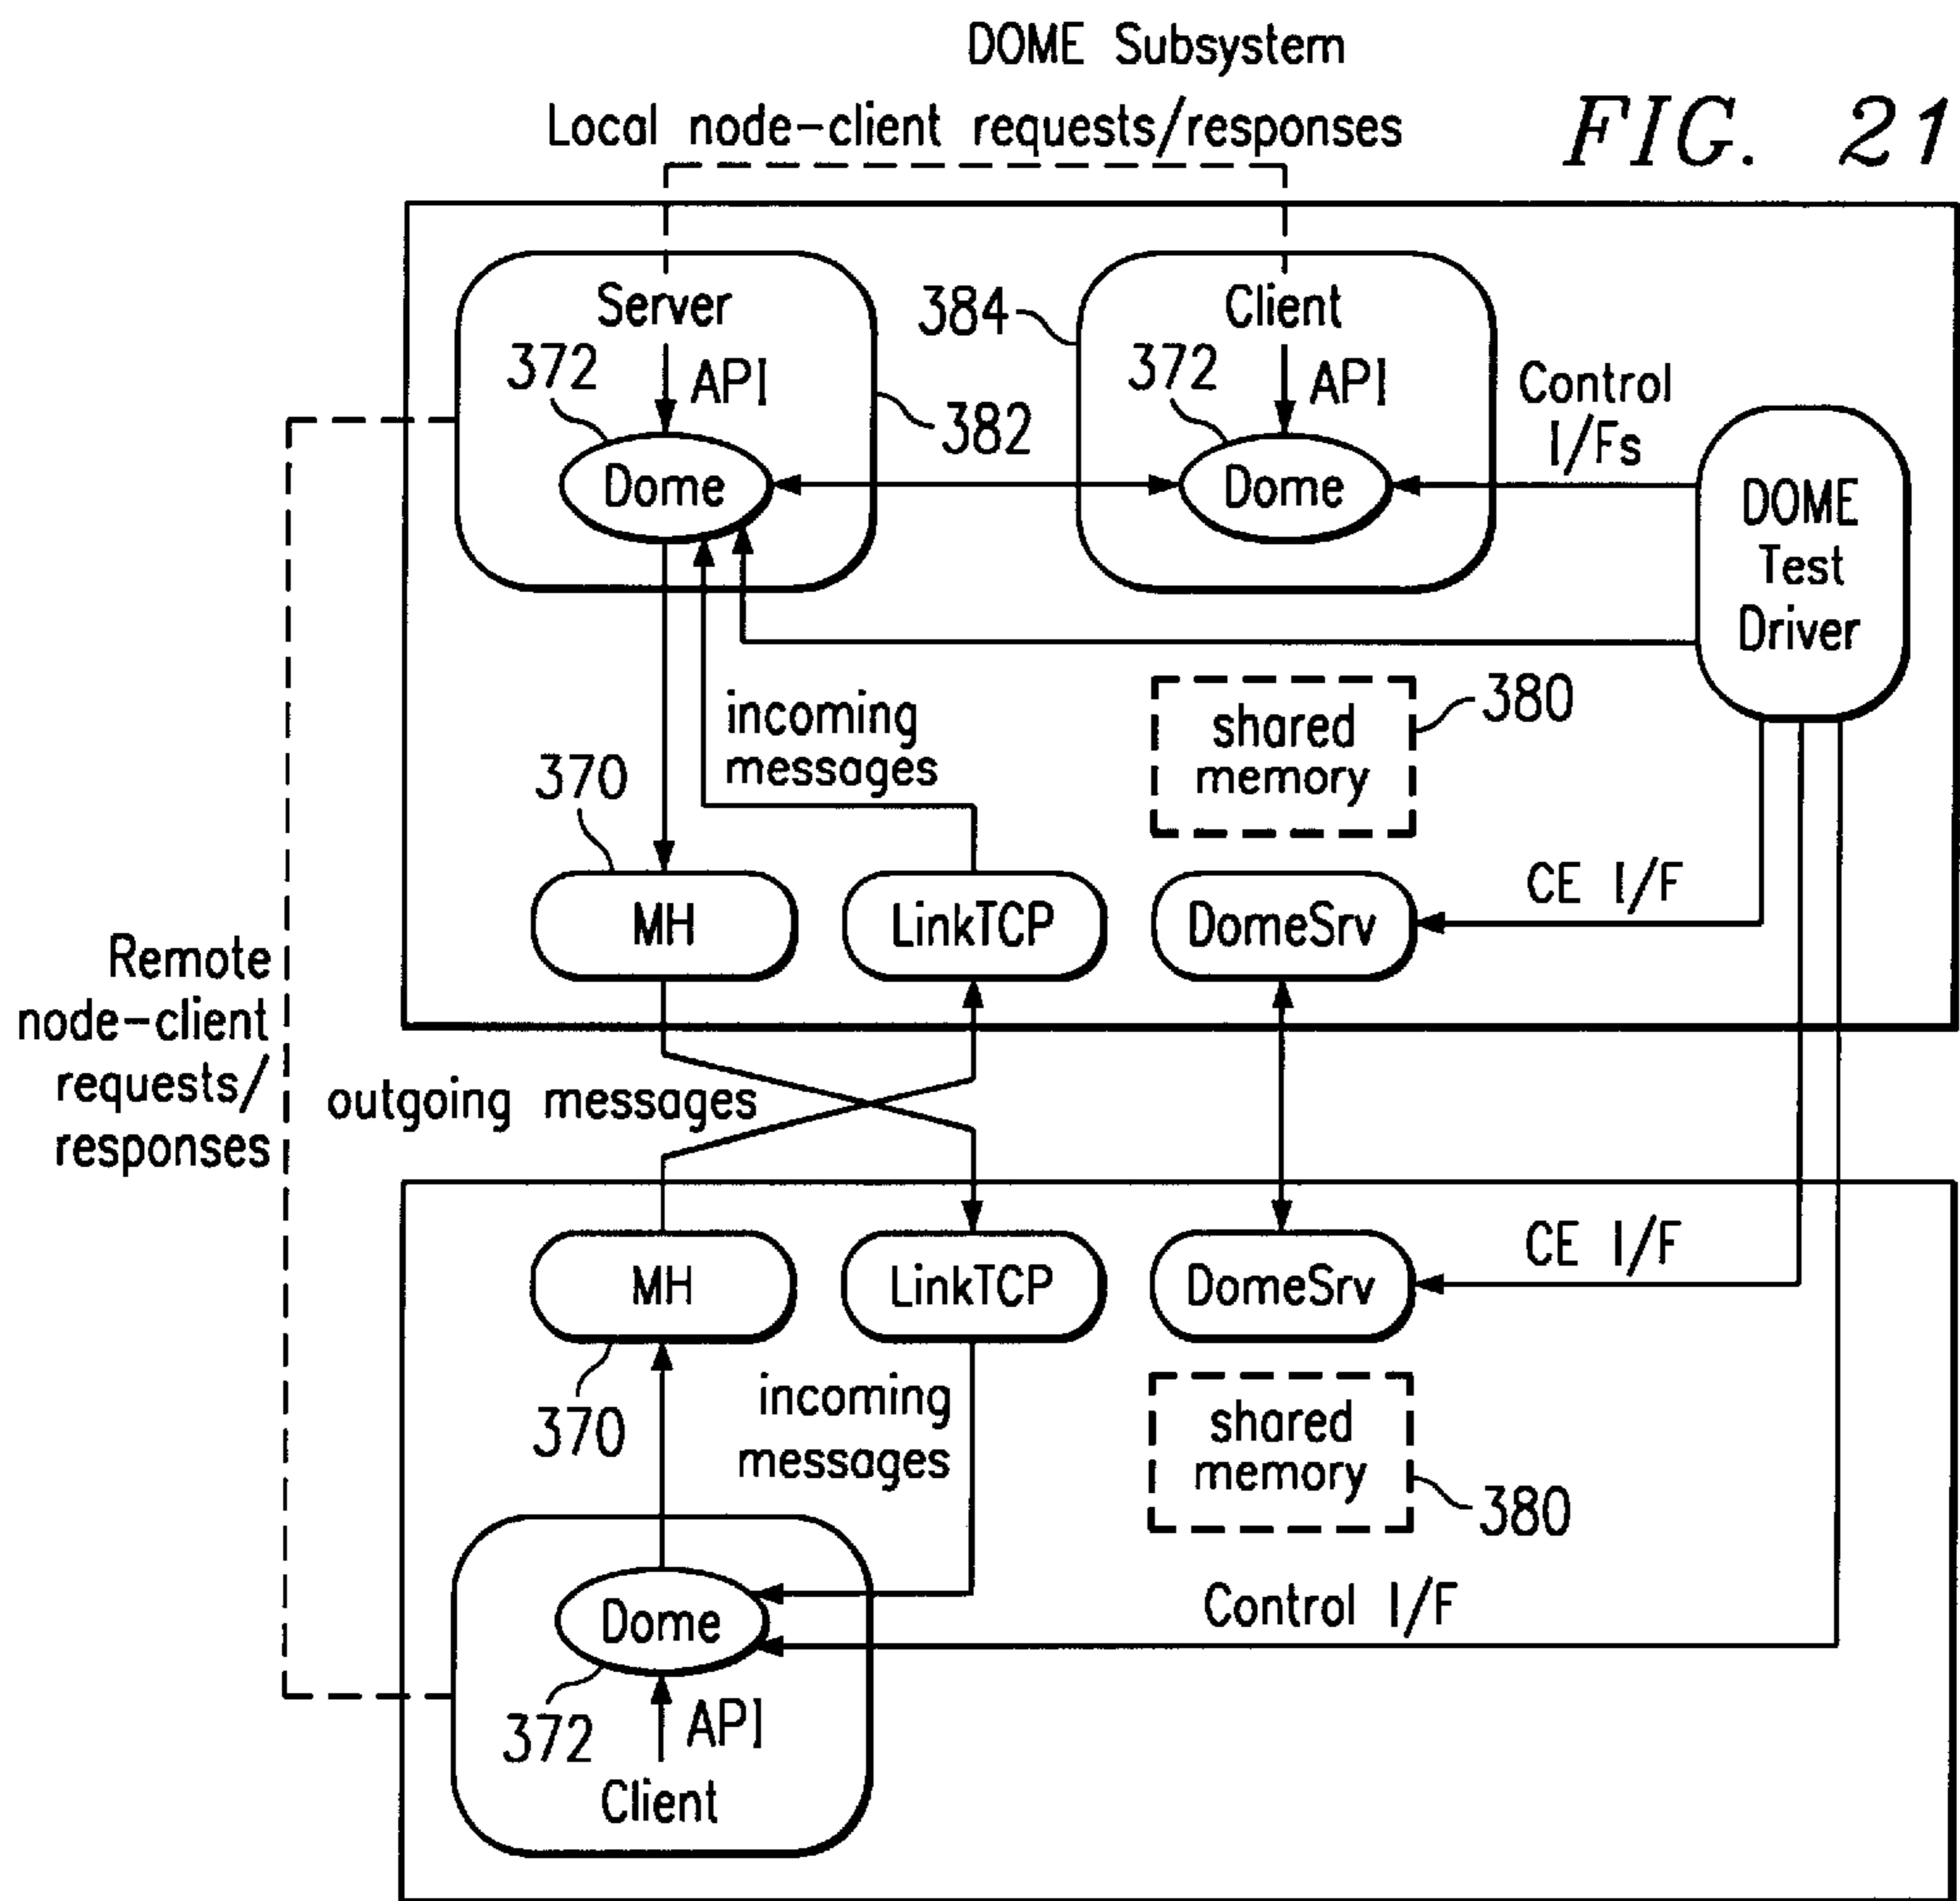 DOME Subsystem
FIG. 21
Local node-client requests/responses
Server
384
Client
372
API
372
API
Control
I/Fs
382
Dome
Dome
DOME
Test
Driver
incoming
messages
shared
memory
380
370
CE I/F
MH
LinkTCP
DomeSrv
Remote
node-client
requests/
responses
outgoing messages
MH
LinkTCP
DomeSrv
CE I/F
370
incoming
messages
shared
memory
380
Dome
Control I/F
372
API
Client